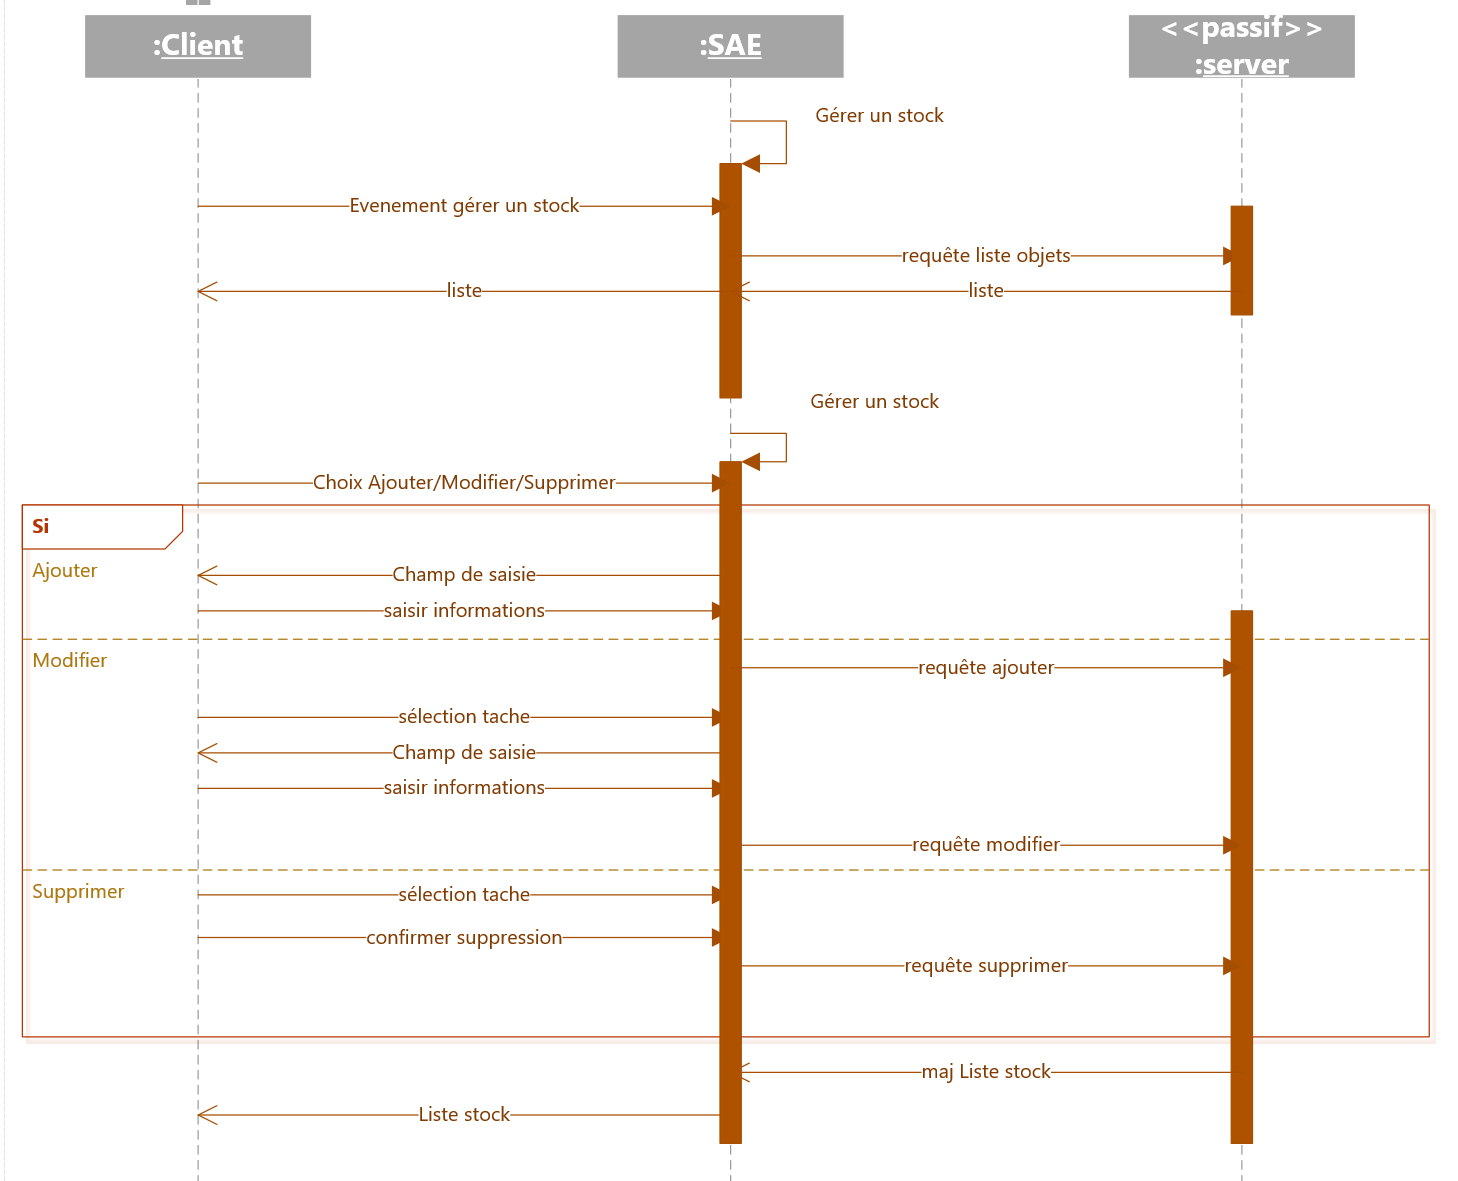 :Client
:SAE
<<passif>>
:server
Gérer un stock
Evenement gérer un stock
requête liste objets
liste
liste
Gérer un stock
Choix Ajouter/Modifier/Supprimer
Si
Ajouter
Champ de saisie
saisir informations
Modifier
requête ajouter
sélection tache
Champ de saisie
saisir informations
requête modifier
Supprimer
sélection tache
confirmer suppression
requête supprimer
maj Liste stock
Liste stock